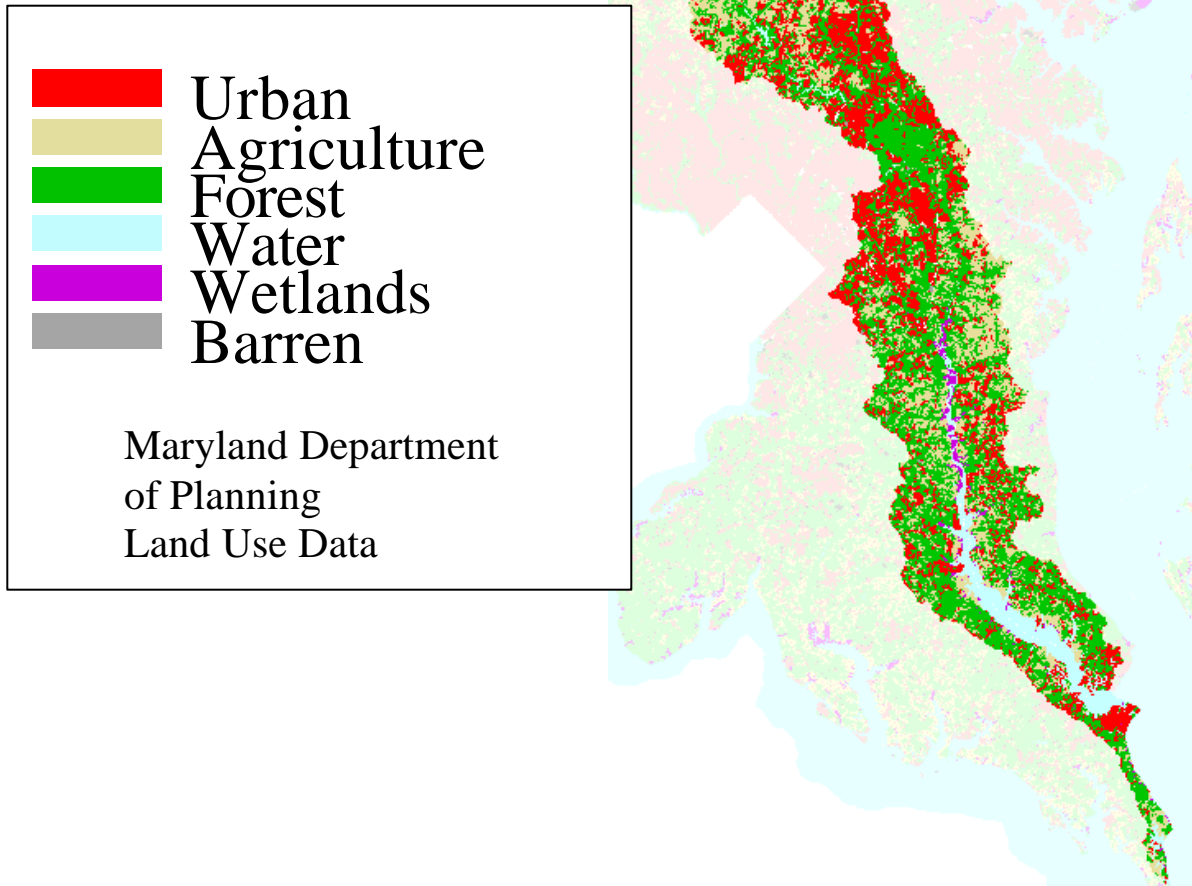 Urban
Agriculture
Forest
Water
Wetlands
Barren
Maryland Department
of Planning
Land Use Data